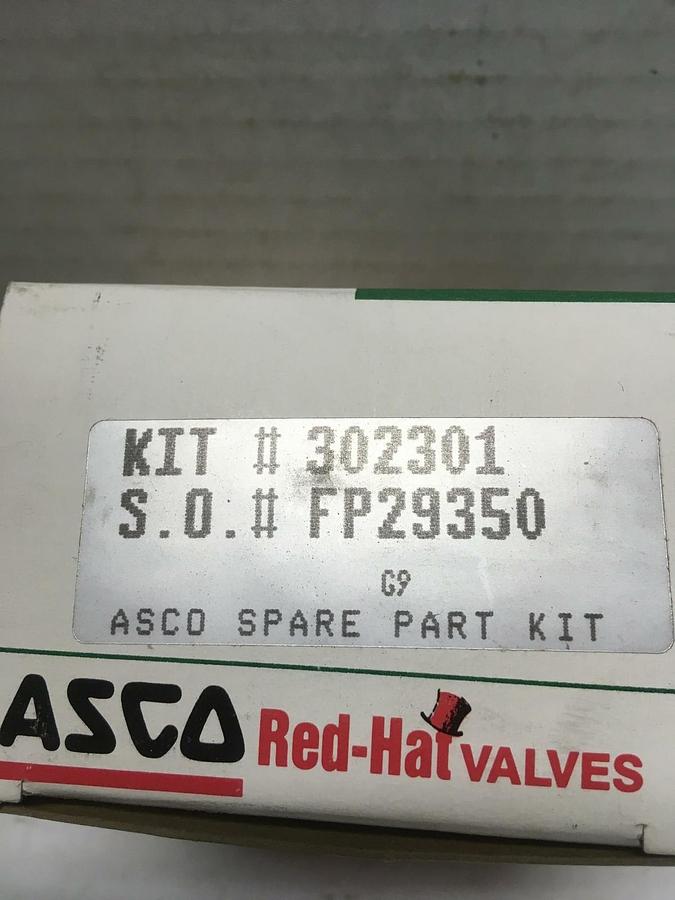 KIT # 302301
S.O.# FP29350
G9
ASCO SPARE PART KIT
ASCO Red-Hat VALVES